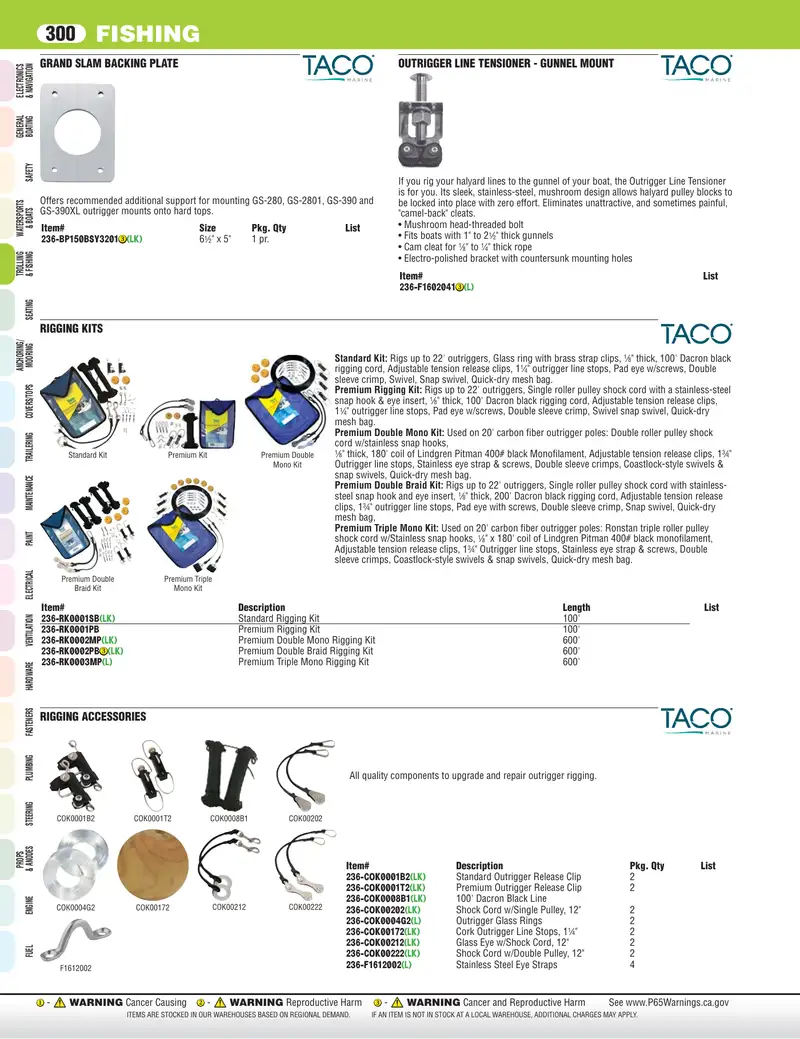 300 FISHING
ELECTRONICS
& NAVIGATION
GENERAL
BOATING
SAFETY
WATERSPORTS
& BOATS
TROLLING
& FISHING
SEATING
ANCHORING/
MOORING
COVERS/TOPS
TRAILERING
MAINTENANCE
PAINT
ELECTRICAL
VENTILATION
HARDWARE
FASTENERS
PLUMBING
STEERING
PROPS
& ANODES
ENGINE
FUEL
GRAND SLAM BACKING PLATE
TACO
MARINE
Offers recommended additional support for mounting GS-280, GS-2801, GS-390 and
GS-390XL outrigger mounts onto hard tops.
Item# Size Pkg. Qty List
236-BP150BSY3201 3 (LK) 6½" x 5" 1 pr.
OUTRIGGER LINE TENSIONER - GUNNEL MOUNT
TACO
MARINE
If you rig your halyard lines to the gunnel of your boat, the Outrigger Line Tensioner
is for you. Its sleek, stainless-steel, mushroom design allows halyard pulley blocks to
be locked into place with zero effort. Eliminates unattractive, and sometimes painful,
"camel-back" cleats.
• Mushroom head-threaded bolt
• Fits boats with 1" to 2½" thick gunnels
• Cam cleat for ⅛" to ¼" thick rope
• Electro-polished bracket with countersunk mounting holes
Item# List
236-F1602041 3 (L)
RIGGING KITS
TACO
MARINE
Standard Kit
Premium Kit
Premium Double
Mono Kit
Premium Double
Braid Kit
Premium Triple
Mono Kit
Standard Kit: Rigs up to 22' outriggers, Glass ring with brass strap clips, ⅛" thick, 100' Dacron black
rigging cord, Adjustable tension release clips, 1¼" outrigger line stops, Pad eye w/screws, Double
sleeve crimp, Swivel, Snap swivel, Quick-dry mesh bag.
Premium Rigging Kit: Rigs up to 22' outriggers, Single roller pulley shock cord with a stainless-steel
snap hook & eye insert, ⅛" thick, 100' Dacron black rigging cord, Adjustable tension release clips,
1¼" outrigger line stops, Pad eye w/screws, Double sleeve crimp, Swivel snap swivel, Quick-dry
mesh bag.
Premium Double Mono Kit: Used on 20' carbon fiber outrigger poles: Double roller pulley shock
cord w/stainless snap hooks,
⅛" thick, 180' coil of Lindgren Pitman 400# black Monofilament, Adjustable tension release clips, 1¾"
Outrigger line stops, Stainless eye strap & screws, Double sleeve crimps, Coastlock-style swivels &
snap swivels, Quick-dry mesh bag.
Premium Double Braid Kit: Rigs up to 22' outriggers, Single roller pulley shock cord with stainless-
steel snap hook and eye insert, ⅛" thick, 200' Dacron black rigging cord, Adjustable tension release
clips, 1¾" outrigger line stops, Pad eye with screws, Double sleeve crimp, Snap swivel, Quick-dry
mesh bag,
Premium Triple Mono Kit: Used on 20' carbon fiber outrigger poles: Ronstan triple roller pulley
shock cord w/Stainless snap hooks, ⅛" x 180' coil of Lindgren Pitman 400# black monofilament,
Adjustable tension release clips, 1¾" Outrigger line stops, Stainless eye strap & screws, Double
sleeve crimps, Coastlock-style swivels & snap swivels, Quick-dry mesh bag.
Item# Description Length List
236-RK0001SB(LK) Standard Rigging Kit 100'
236-RK0001PB Premium Rigging Kit 100'
236-RK0002MP(LK) Premium Double Mono Rigging Kit 600'
236-RK0002PB 3 (LK) Premium Double Braid Rigging Kit 600'
236-RK0003MP(L) Premium Triple Mono Rigging Kit 600'
RIGGING ACCESSORIES
TACO
MARINE
COK0001B2
COK0001T2
COK0008B1
COK00202
COK0004G2
COK00172
COK00212
COK00222
F1612002
All quality components to upgrade and repair outrigger rigging.
Item# Description Pkg. Qty List
236-COK0001B2(LK) Standard Outrigger Release Clip 2
236-COK0001T2(LK) Premium Outrigger Release Clip 2
236-COK0008B1(LK) 100' Dacron Black Line
236-COK00202(LK) Shock Cord w/Single Pulley, 12" 2
236-COK0004G2(L) Outrigger Glass Rings 2
236-COK00172(LK) Cork Outrigger Line Stops, 1¼" 2
236-COK00212(LK) Glass Eye w/Shock Cord, 12" 2
236-COK00222(LK) Shock Cord w/Double Pulley, 12" 2
236-F1612002(L) Stainless Steel Eye Straps 4
1 - WARNING Cancer Causing 2 - WARNING Reproductive Harm 3 - WARNING Cancer and Reproductive Harm See www.P65Warnings.ca.gov
ITEMS ARE STOCKED IN OUR WAREHOUSES BASED ON REGIONAL DEMAND. IF AN ITEM IS NOT IN STOCK AT A LOCAL WAREHOUSE, ADDITIONAL CHARGES MAY APPLY.